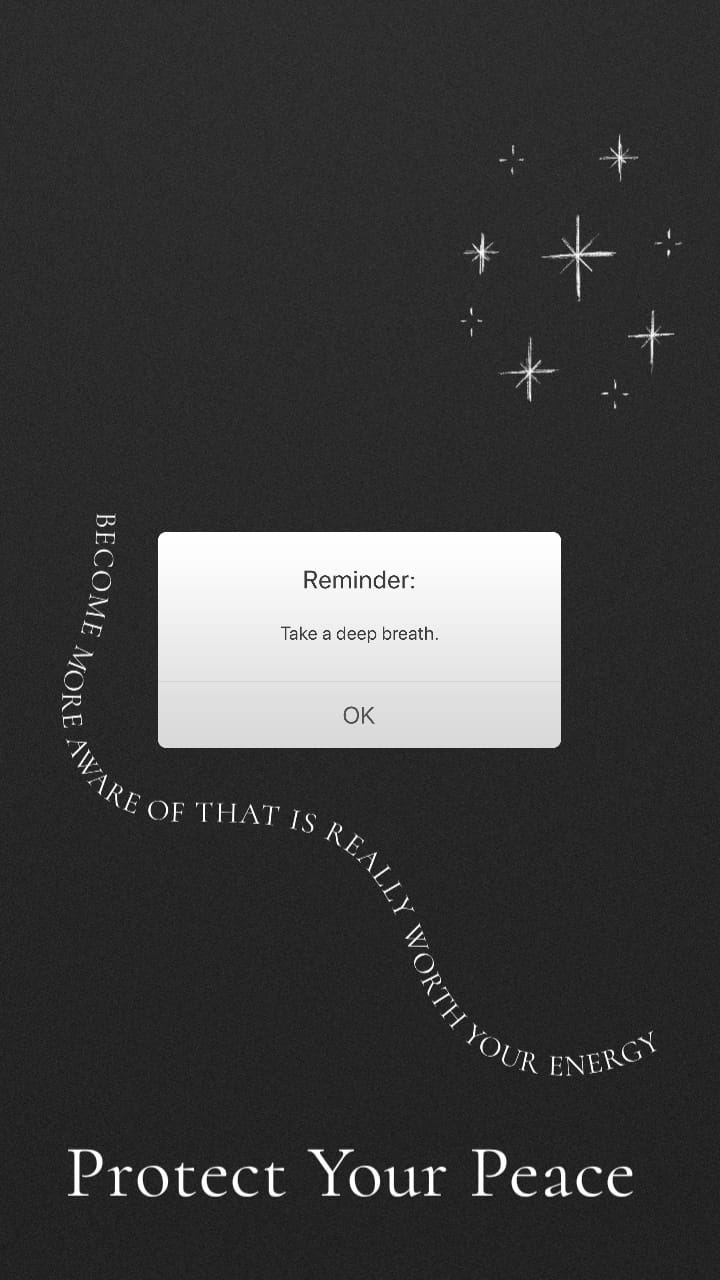 Reminder:
Take a deep breath.
OK
BECOME MORE AWARE OF THAT IS REALLY WORTH YOUR ENERGY
Protect Your Peace